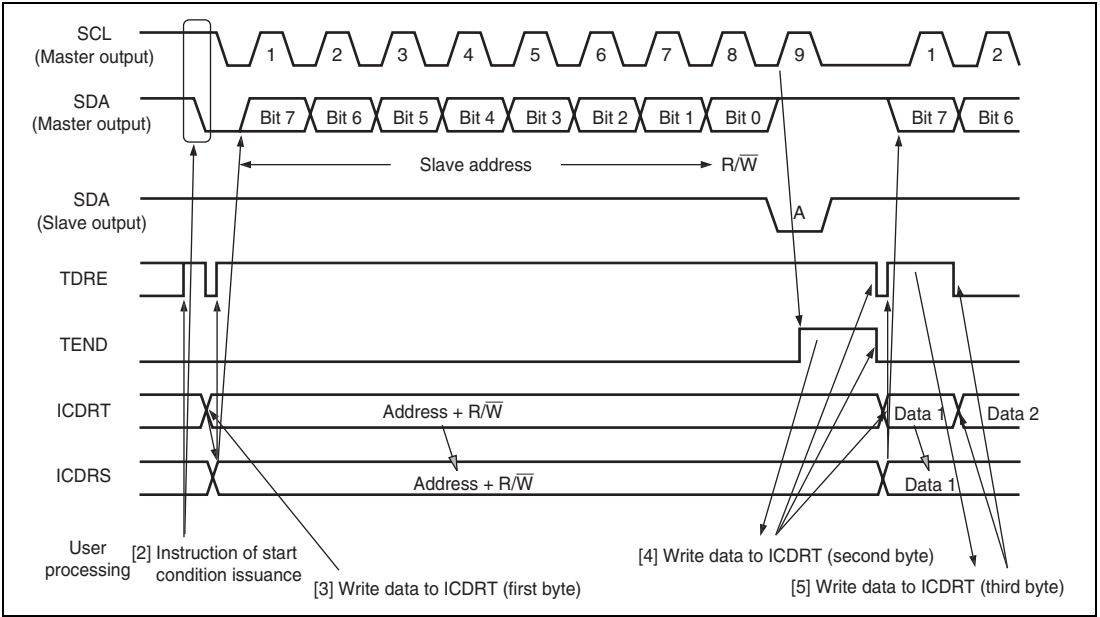 SCL
(Master output)
1 2 3 4 5 6 7 8 9 1 2
SDA
(Master output)
Bit 7 Bit 6 Bit 5 Bit 4 Bit 3 Bit 2 Bit 1 Bit 0 Bit 7 Bit 6
Slave address R/W̅
SDA
(Slave output)
A
TDRE
TEND
ICDRT
Address + R/W̅ Data 1 Data 2
ICDRS
Address + R/W̅ Data 1
User
processing
[2] Instruction of start
condition issuance
[3] Write data to ICDRT (first byte)
[4] Write data to ICDRT (second byte)
[5] Write data to ICDRT (third byte)